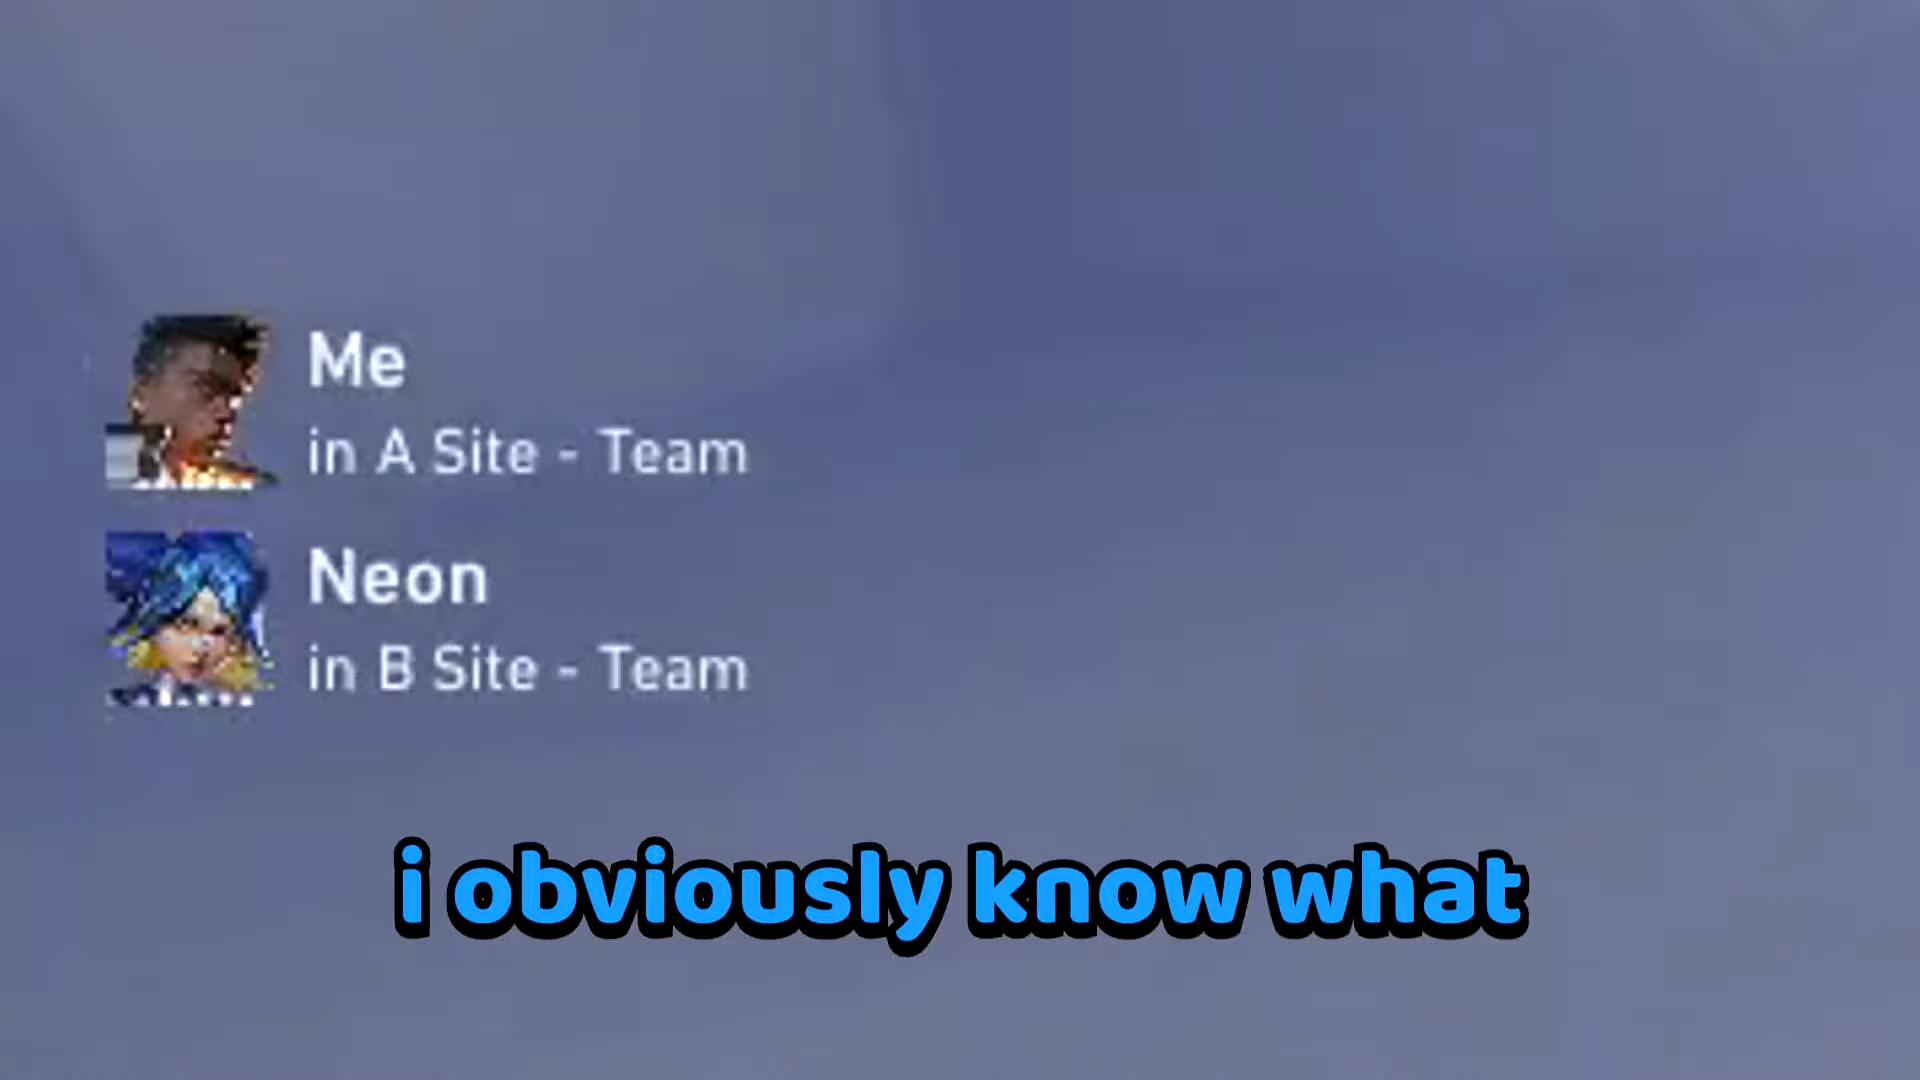 Me
in A Site - Team
Neon
in B Site - Team
i obviously know what